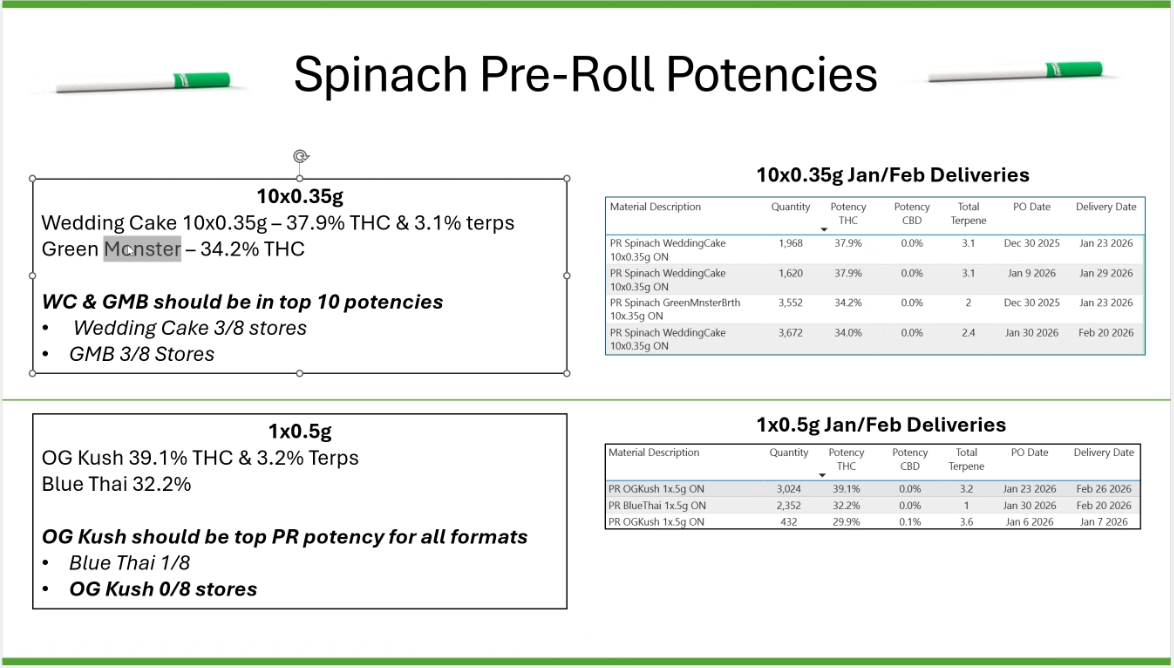 Spinach Pre-Roll Potencies
10x0.35g
Wedding Cake 10x0.35g – 37.9% THC & 3.1% terps
Green Monster – 34.2% THC
WC & GMB should be in top 10 potencies
• Wedding Cake 3/8 stores
• GMB 3/8 Stores
10x0.35g Jan/Feb Deliveries
Material Description Quantity Potency THC Potency CBD Total Terpene PO Date Delivery Date
PR Spinach WeddingCake 10x0.35g ON 1,968 37.9% 0.0% 3.1 Dec 30 2025 Jan 23 2026
PR Spinach WeddingCake 10x0.35g ON 1,620 37.9% 0.0% 3.1 Jan 9 2026 Jan 29 2026
PR Spinach GreenMnsterBrth 10x.35g ON 3,552 34.2% 0.0% 2 Dec 30 2025 Jan 23 2026
PR Spinach WeddingCake 10x0.35g ON 3,672 34.0% 0.0% 2.4 Jan 30 2026 Feb 20 2026
1x0.5g
OG Kush 39.1% THC & 3.2% Terps
Blue Thai 32.2%
OG Kush should be top PR potency for all formats
• Blue Thai 1/8
• OG Kush 0/8 stores
1x0.5g Jan/Feb Deliveries
Material Description Quantity Potency THC Potency CBD Total Terpene PO Date Delivery Date
PR OGKush 1x.5g ON 3,024 39.1% 0.0% 3.2 Jan 23 2026 Feb 26 2026
PR BlueThai 1x.5g ON 2,352 32.2% 0.0% 1 Jan 30 2026 Feb 20 2026
PR OGKush 1x.5g ON 432 29.9% 0.1% 3.6 Jan 6 2026 Jan 7 2026